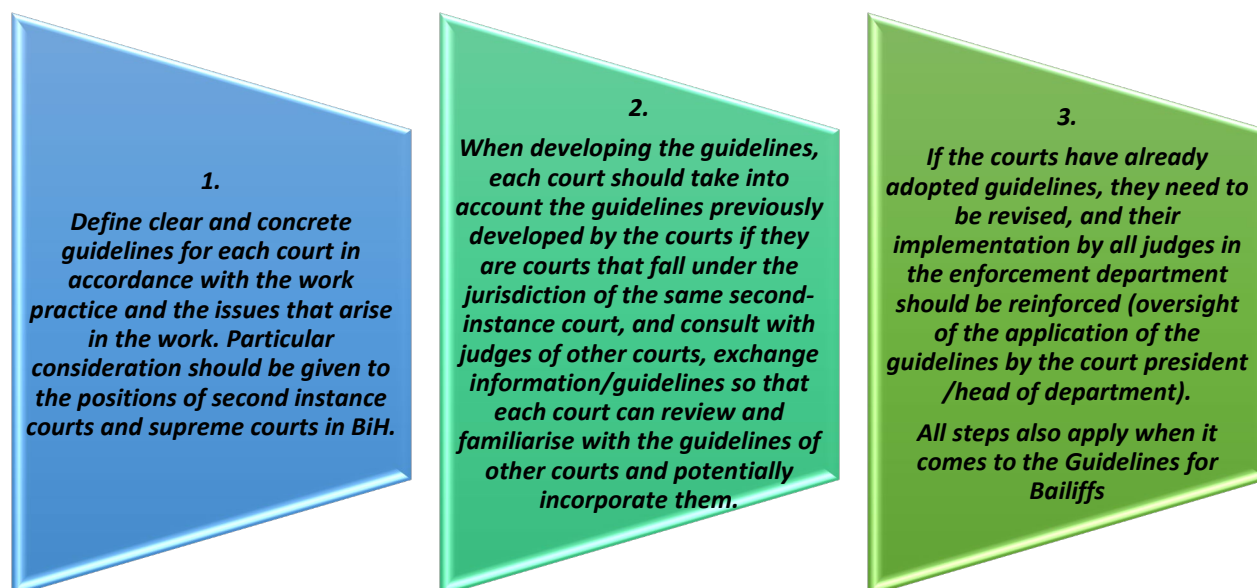 1.
Define clear and concrete
guidelines for each court in
accordance with the work
practice and the issues that arise
in the work. Particular
consideration should be given to
the positions of second instance
courts and supreme courts in BiH.
2.
When developing the guidelines,
each court should take into
account the guidelines previously
developed by the courts if they
are courts that fall under the
jurisdiction of the same second-
instance court, and consult with
judges of other courts, exchange
information/guidelines so that
each court can review and
familiarise with the guidelines of
other courts and potentially
incorporate them.
3.
If the courts have already
adopted guidelines, they need to
be revised, and their
implementation by all judges in
the enforcement department
should be reinforced (oversight
of the application of the
guidelines by the court president
/head of department).
All steps also apply when it
comes to the Guidelines for
Bailiffs